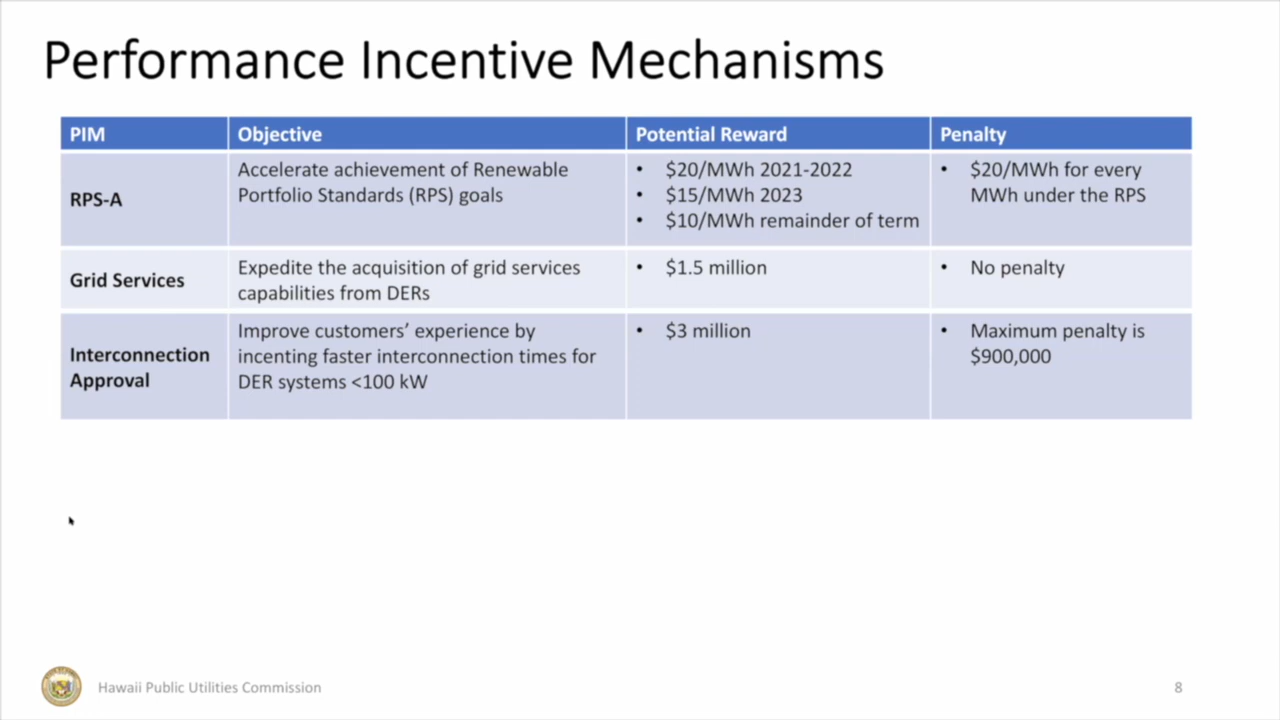 Performance Incentive Mechanisms
PIM
Objective
Potential Reward
Penalty
RPS-A
Accelerate achievement of Renewable
Portfolio Standards (RPS) goals
• $20/MWh 2021-2022
• $15/MWh 2023
• $10/MWh remainder of term
• $20/MWh for every
MWh under the RPS
Grid Services
Expedite the acquisition of grid services
capabilities from DERs
• $1.5 million
• No penalty
Interconnection
Approval
Improve customers’ experience by
incenting faster interconnection times for
DER systems <100 kW
• $3 million
• Maximum penalty is
$900,000
Hawaii Public Utilities Commission
8